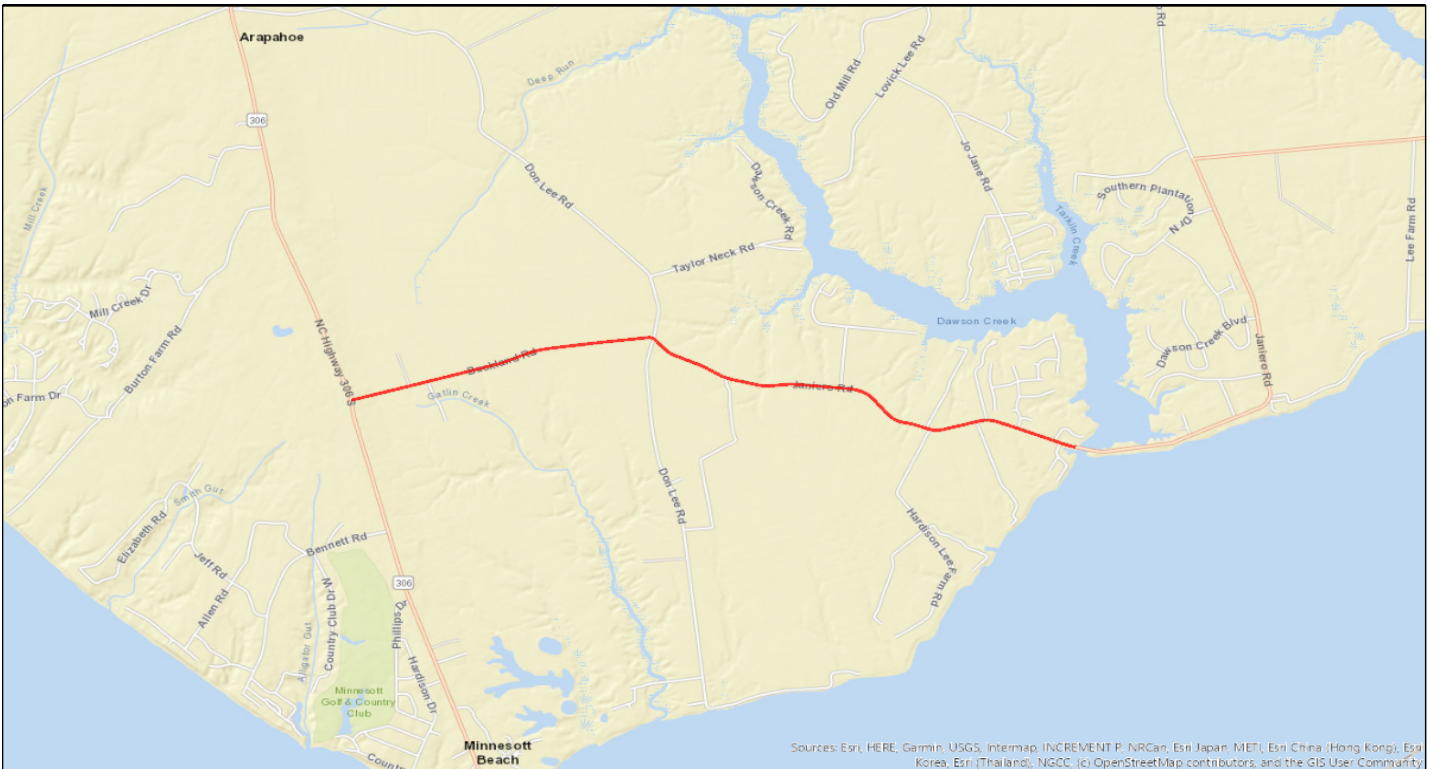 Arapahoe
306
Deep Run
Mill Creek
Don Lee Rd
Old Mill Rd
Lovick Lee Rd
Jo Jane Rd
Dawson Creek Rd
Taylor Neck Rd
Tarkiln Creek
Southern Plantation Dr N
Lee Farm Rd
Mill Creek Dr
Burton Farm Rd
NC Highway 306 S
Dawson Creek
Dawson Creek Blvd
Janiero Rd
on Farm Dr
Buckland Rd
Gatlin Creek
Janiero Rd
Smith Gut
Elizabeth Rd
Don Lee Rd
Hardison Lee Farm Rd
Bennett Rd
Jeff Rd
Allen Rd
306
W Country Club Dr
Alligator Gut
Phillips D
Hardison Dr
Minnesott
Golf & Country
Club
Minnesott
Beach
Count
Sources: Esri, HERE, Garmin, USGS, Intermap, INCREMENT P, NRCan, Esri Japan, METI, Esri China (Hong Kong), Esri
Korea, Esri (Thailand), NGCC, (c) OpenStreetMap contributors, and the GIS User Community